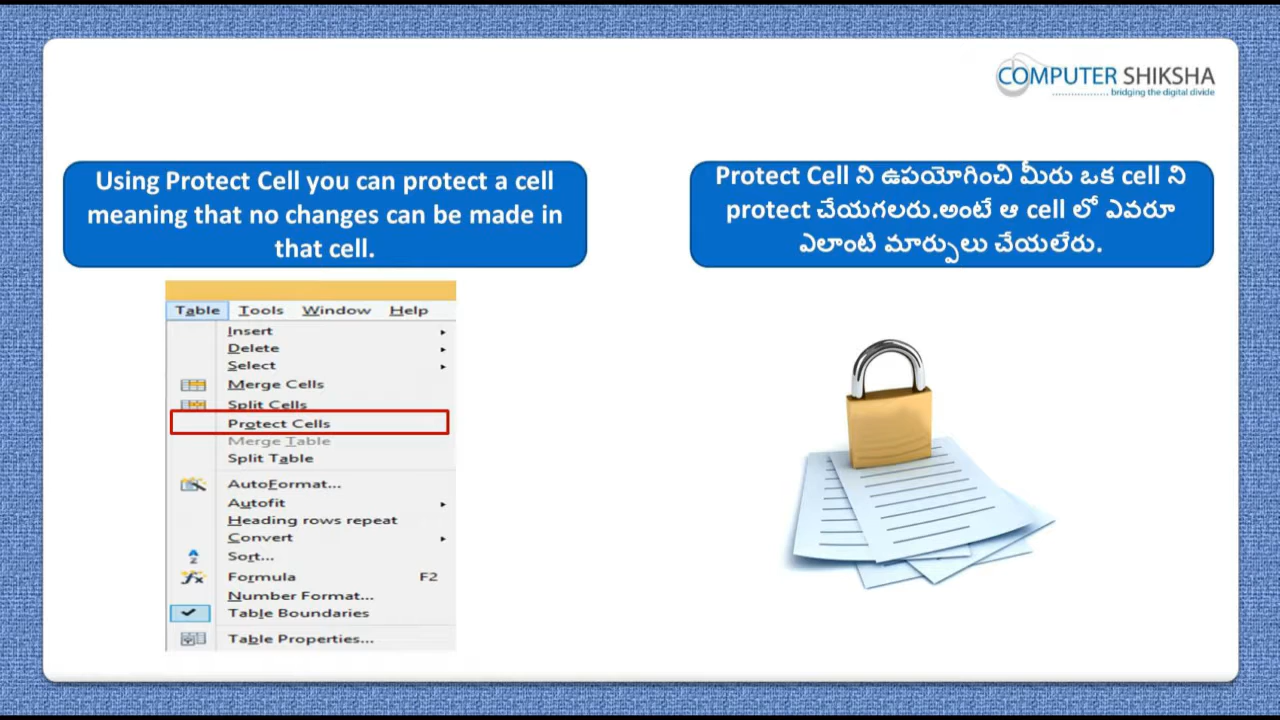 COMPUTER SHIKSHA
bridging the digital divide
Using Protect Cell you can protect a cell
meaning that no changes can be made in
that cell.
Protect Cell ని ఉపయోగించి మీరు ఒక cell ని
protect చేయగలరు.అంటే ఆ cell లో ఎవరూ
ఎలాంటి మార్పులు చేయలేరు.
Table Tools Window Help
Insert
Delete
Select
Merge Cells
Split Cells
Protect Cells
Merge Table
Split Table
AutoFormat...
Autofit
Heading rows repeat
Convert
Sort...
Formula F2
Number Format...
Table Boundaries
Table Properties...